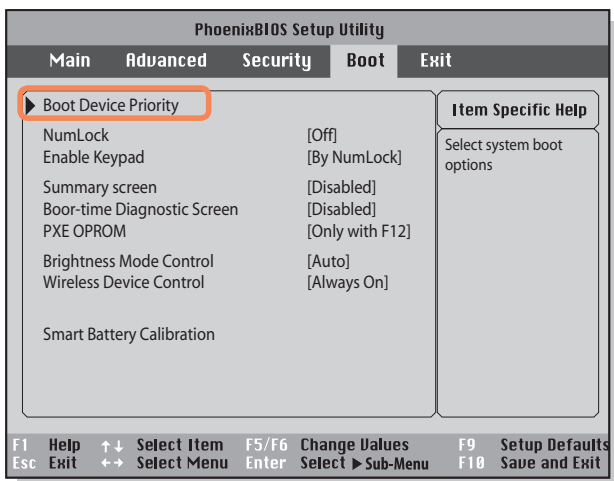 PhoenixBIOS Setup Utility
Main Advanced Security Boot Exit
▶ Boot Device Priority
NumLock [Off]
Enable Keypad [By NumLock]
Summary screen [Disabled]
Boor-time Diagnostic Screen [Disabled]
PXE OPROM [Only with F12]
Brightness Mode Control [Auto]
Wireless Device Control [Always On]
Smart Battery Calibration
Item Specific Help
Select system boot
options
F1 Help ↑↓ Select Item F5/F6 Change Values F9 Setup Defaults
Esc Exit ←→ Select Menu Enter Select ▶ Sub-Menu F10 Save and Exit